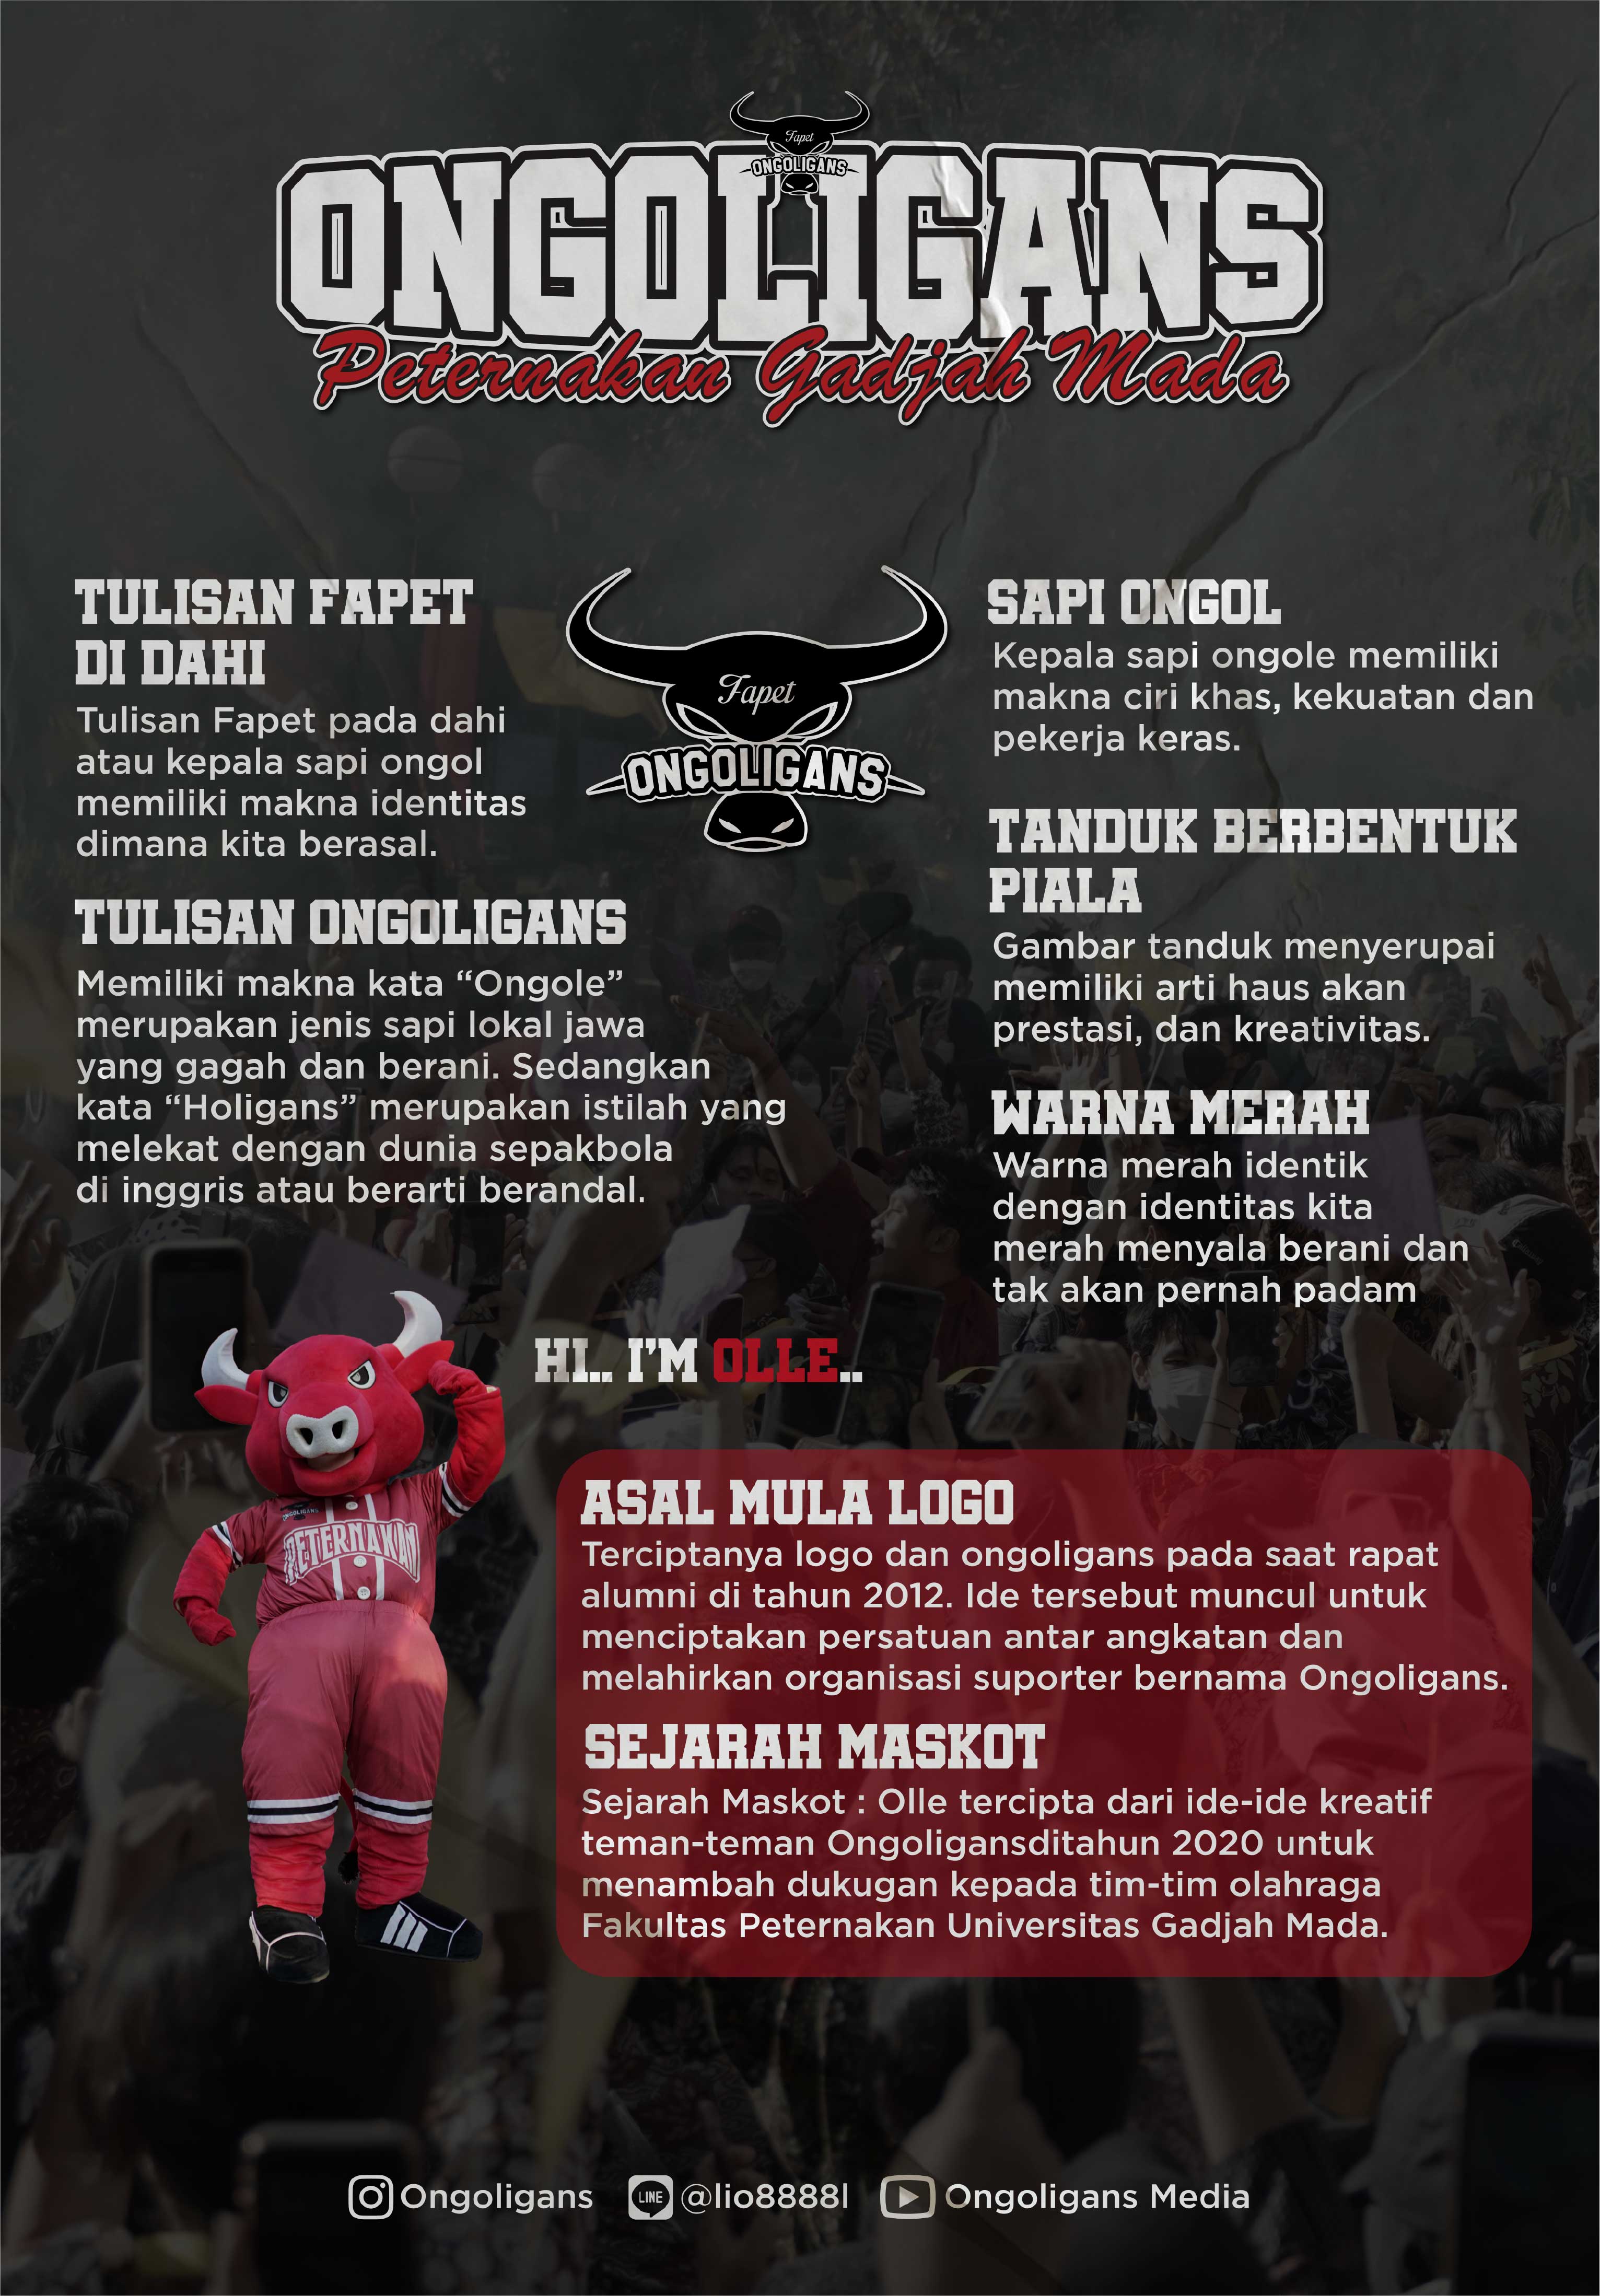 Fapet
ONGOLIGANS
ONGOLIGANS
Peternakan Gadjah Mada
TULISAN FAPET
DI DAHI
Tulisan Fapet pada dahi
atau kepala sapi ongol
memiliki makna identitas
dimana kita berasal.
TULISAN ONGOLIGANS
Memiliki makna kata “Ongole”
merupakan jenis sapi lokal jawa
yang gagah dan berani. Sedangkan
kata “Holigans” merupakan istilah yang
melekat dengan dunia sepakbola
di inggris atau berarti berandal.
Fapet
ONGOLIGANS
SAPI ONGOL
Kepala sapi ongole memiliki
makna ciri khas, kekuatan dan
pekerja keras.
TANDUK BERBENTUK
PIALA
Gambar tanduk menyerupai
memiliki arti haus akan
prestasi, dan kreativitas.
WARNA MERAH
Warna merah identik
dengan identitas kita
merah menyala berani dan
tak akan pernah padam
HI.. I'M OLLE..
ONGOLIGANS
PETERNAKAN
ASAL MULA LOGO
Terciptanya logo dan ongoligans pada saat rapat
alumni di tahun 2012. Ide tersebut muncul untuk
menciptakan persatuan antar angkatan dan
melahirkan organisasi suporter bernama Ongoligans.
SEJARAH MASKOT
Sejarah Maskot : Olle tercipta dari ide-ide kreatif
teman-teman Ongoligansditahun 2020 untuk
menambah dukugan kepada tim-tim olahraga
Fakultas Peternakan Universitas Gadjah Mada.
Ongoligans
LINE @lio8888l
Ongoligans Media